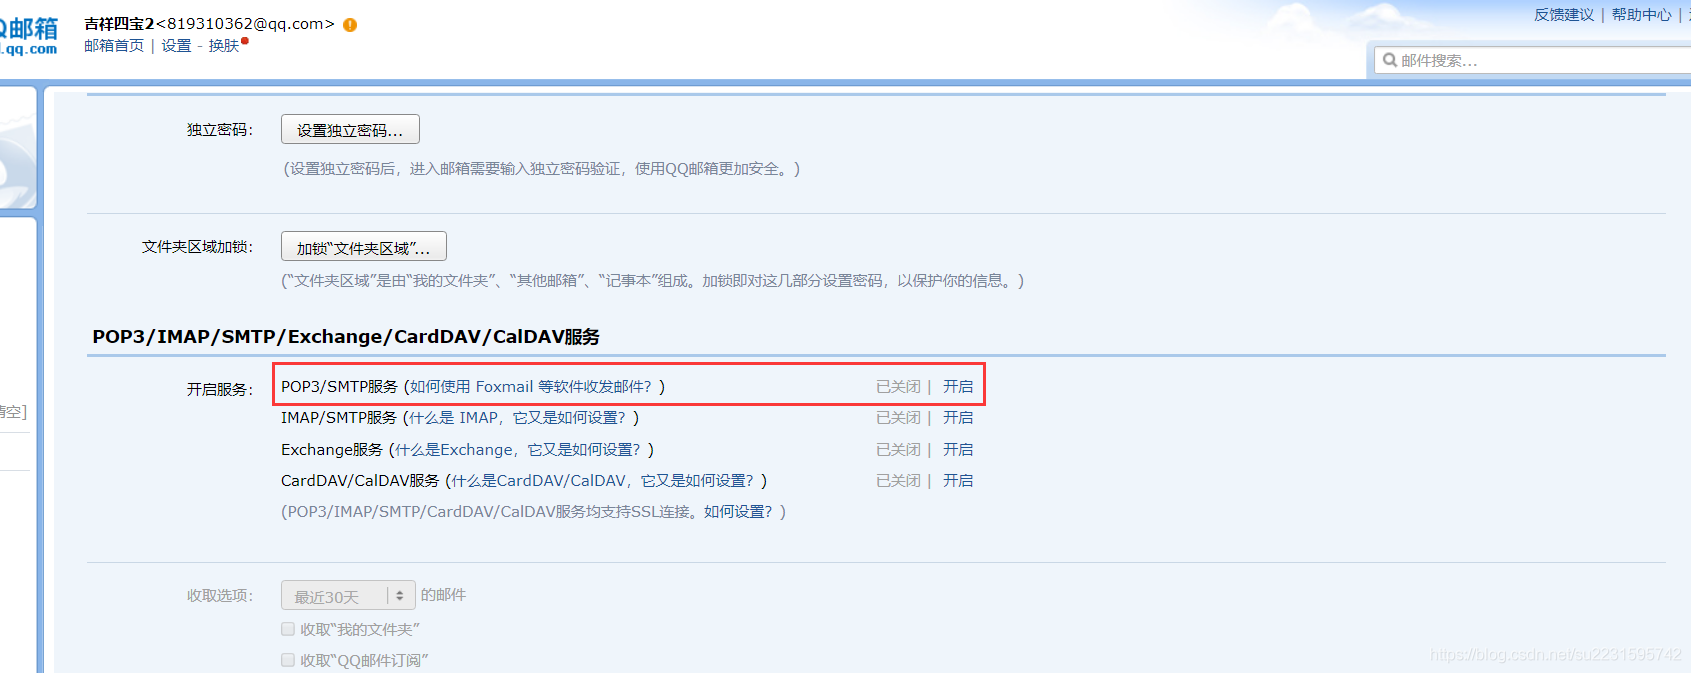 Q邮箱
l.qq.com
吉祥四宝2<819310362@qq.com>
邮箱首页 | 设置 - 换肤
反馈建议 | 帮助中心 |
邮件搜索...
独立密码：
设置独立密码...
(设置独立密码后，进入邮箱需要输入独立密码验证，使用QQ邮箱更加安全。)
文件夹区域加锁：
加锁“文件夹区域”...
(“文件夹区域”是由“我的文件夹”、“其他邮箱”、“记事本”组成。加锁即对这几部分设置密码，以保护你的信息。)
POP3/IMAP/SMTP/Exchange/CardDAV/CalDAV服务
开启服务：
POP3/SMTP服务 (如何使用 Foxmail 等软件收发邮件？) 已关闭 | 开启
IMAP/SMTP服务 (什么是 IMAP，它又是如何设置？) 已关闭 | 开启
Exchange服务 (什么是Exchange，它又是如何设置？) 已关闭 | 开启
CardDAV/CalDAV服务 (什么是CardDAV/CalDAV，它又是如何设置？) 已关闭 | 开启
(POP3/IMAP/SMTP/CardDAV/CalDAV服务均支持SSL连接。如何设置？)
清空]
收取选项：
最近30天 的邮件
收取“我的文件夹”
收取“QQ邮件订阅”
https://blog.csdn.net/su2231595742